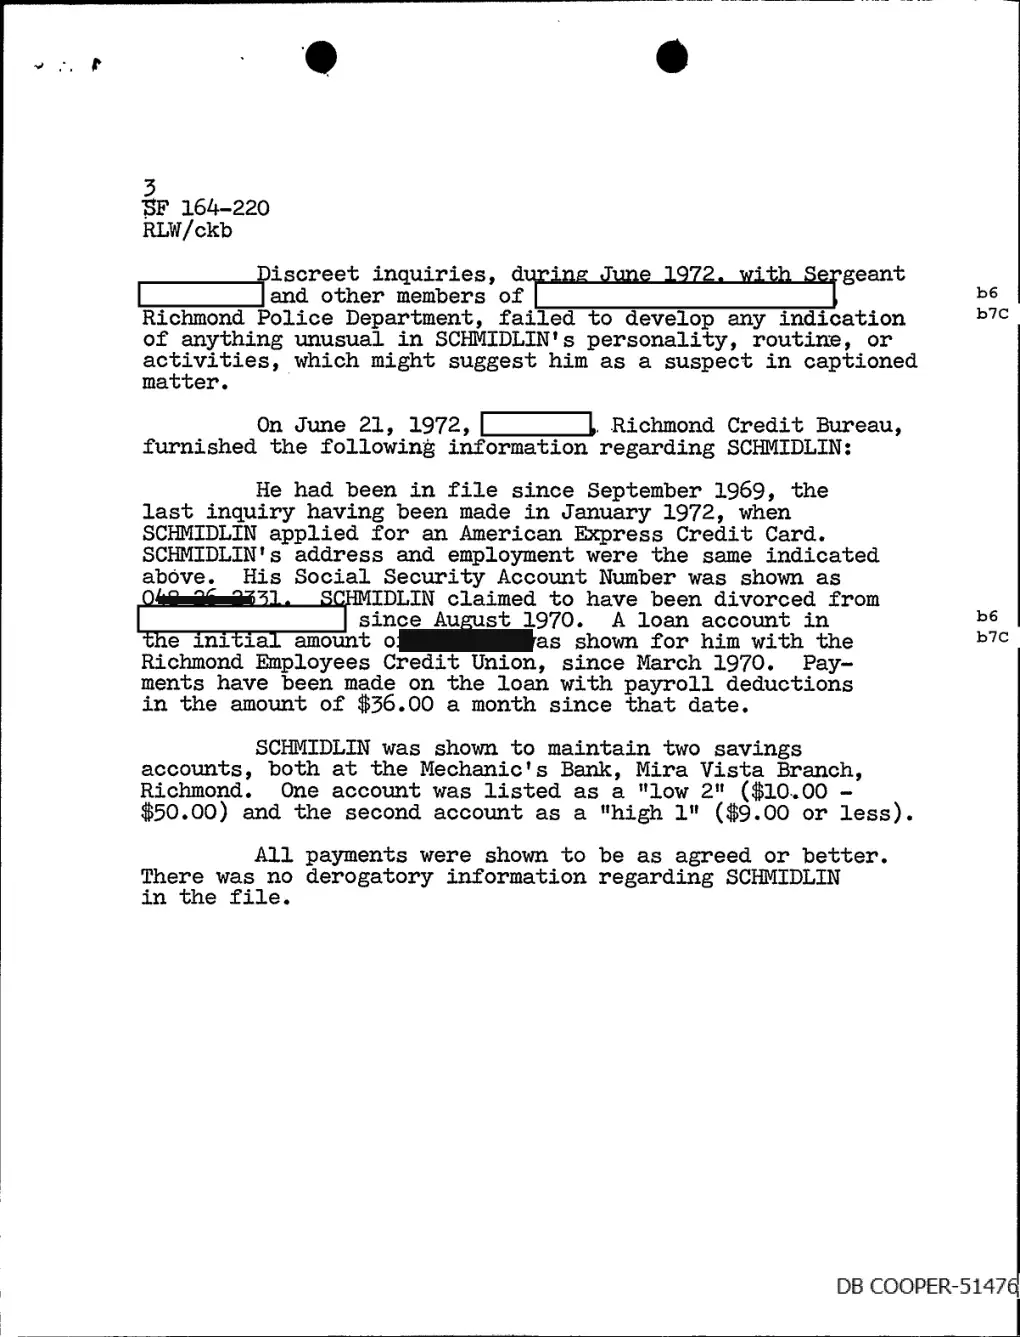 3
SF 164-220
RLW/ckb
Discreet inquiries, during June 1972, with Sergeant
and other members of
b6
Richmond Police Department, failed to develop any indication
b7C
of anything unusual in SCHMIDLIN's personality, routine, or
activities, which might suggest him as a suspect in captioned
matter.
On June 21, 1972, , Richmond Credit Bureau,
furnished the following information regarding SCHMIDLIN:
He had been in file since September 1969, the
last inquiry having been made in January 1972, when
SCHMIDLIN applied for an American Express Credit Card.
SCHMIDLIN's address and employment were the same indicated
above. His Social Security Account Number was shown as
SCHMIDLIN claimed to have been divorced from
since August 1970. A loan account in
b6
the initial amount was shown for him with the
b7C
Richmond Employees Credit Union, since March 1970. Pay-
ments have been made on the loan with payroll deductions
in the amount of $36.00 a month since that date.
SCHMIDLIN was shown to maintain two savings
accounts, both at the Mechanic's Bank, Mira Vista Branch,
Richmond. One account was listed as a "low 2" ($10.00 -
$50.00) and the second account as a "high 1" ($9.00 or less).
All payments were shown to be as agreed or better.
There was no derogatory information regarding SCHMIDLIN
in the file.
DB COOPER-51476